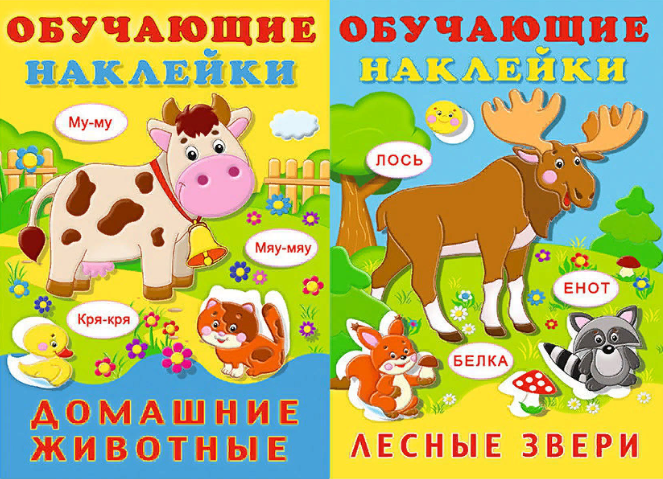 ОБУЧАЮЩИЕ
НАКЛЕЙКИ
Му-му
Мяу-мяу
Кря-кря
ДОМАШНИЕ
ЖИВОТНЫЕ
ОБУЧАЮЩИЕ
НАКЛЕЙКИ
ЛОСЬ
ЕНОТ
БЕЛКА
ЛЕСНЫЕ ЗВЕРИ